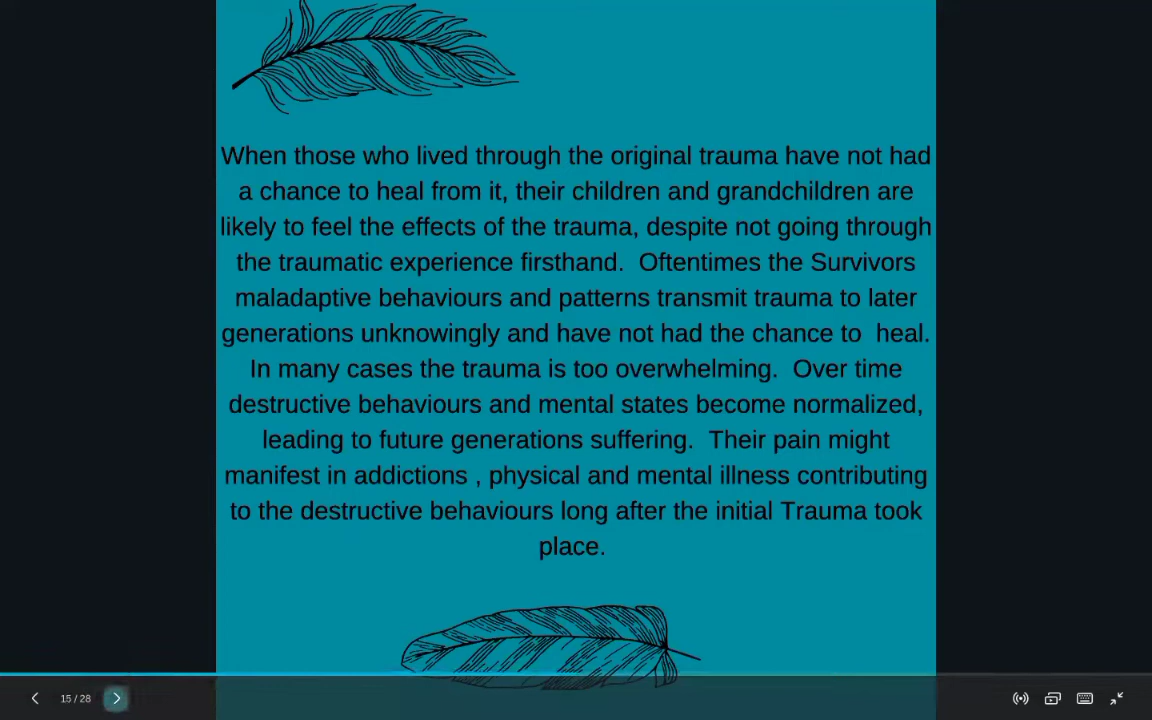 When those who lived through the original trauma have not had
a chance to heal from it, their children and grandchildren are
likely to feel the effects of the trauma, despite not going through
the traumatic experience firsthand.  Oftentimes the Survivors
maladaptive behaviours and patterns transmit trauma to later
generations unknowingly and have not had the chance to  heal.
In many cases the trauma is too overwhelming.  Over time
destructive behaviours and mental states become normalized,
leading to future generations suffering.  Their pain might
manifest in addictions , physical and mental illness contributing
to the destructive behaviours long after the initial Trauma took
place.
15 / 28